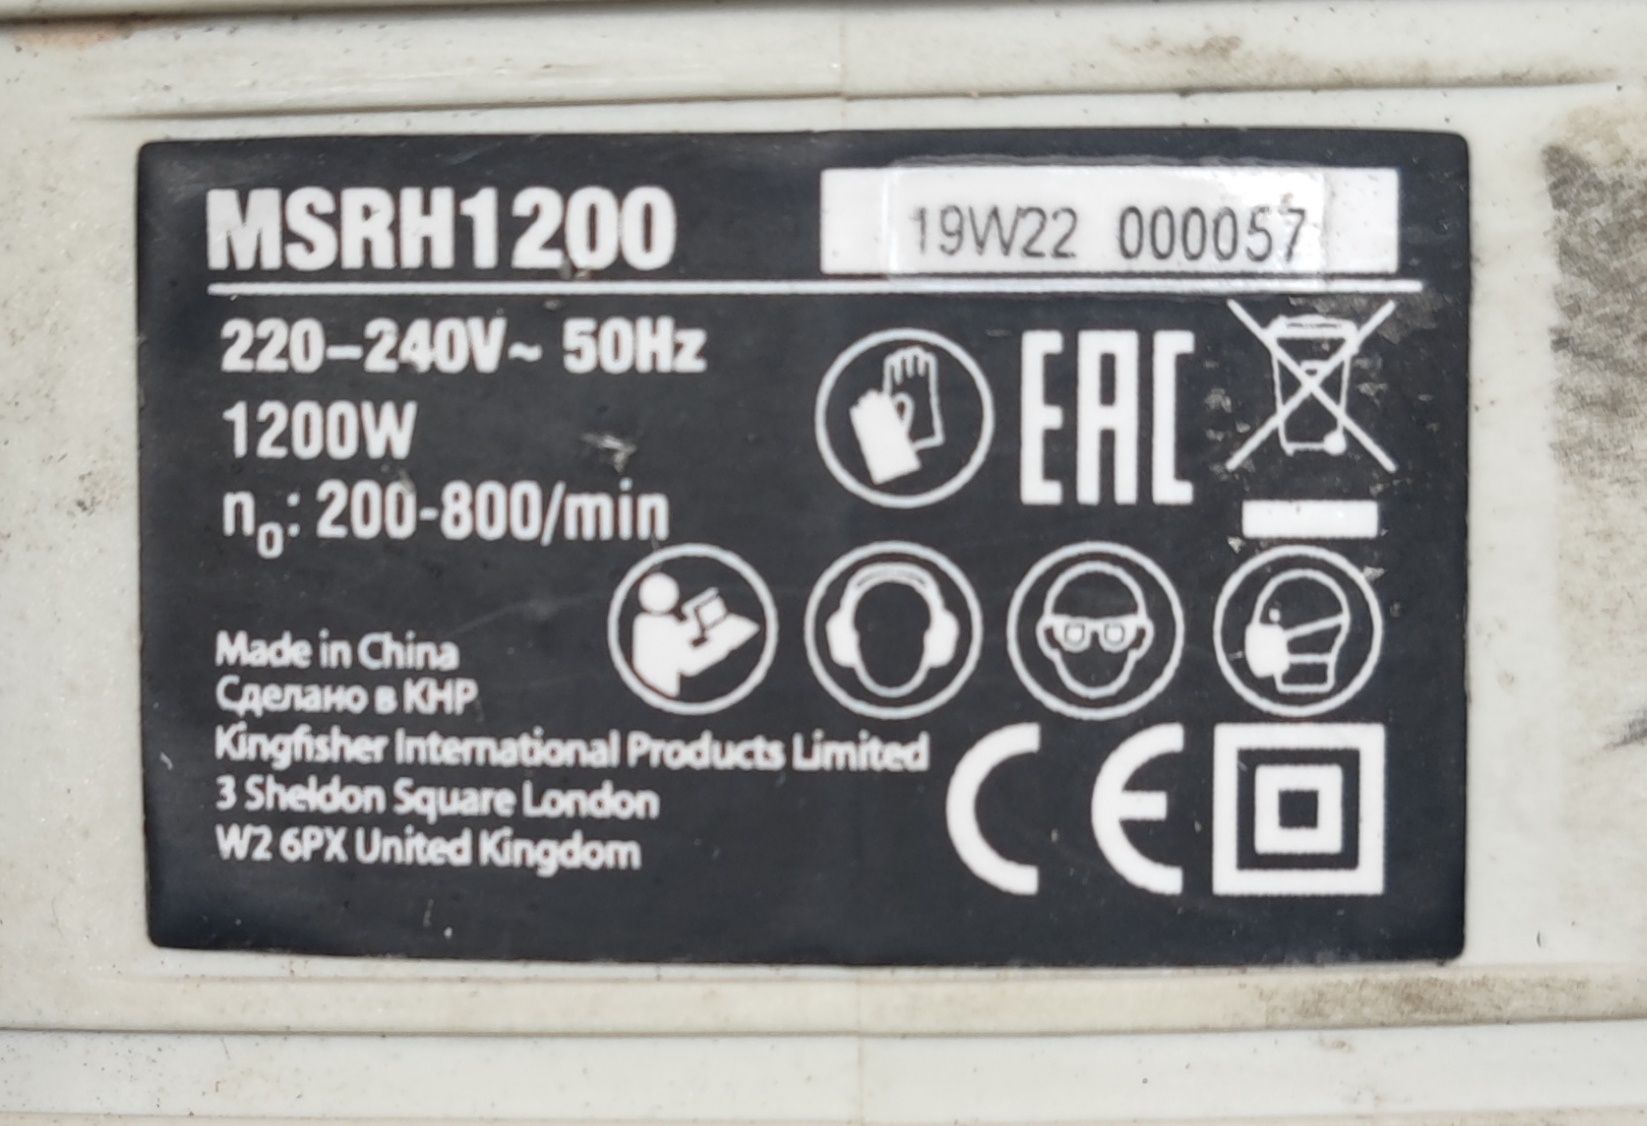 MSRH1200 19W22 000057
220–240V~ 50Hz
1200W
n₀: 200-800/min
EAC
Made in China
Сделано в КНР
Kingfisher International Products Limited
3 Sheldon Square London
W2 6PX United Kingdom
CE